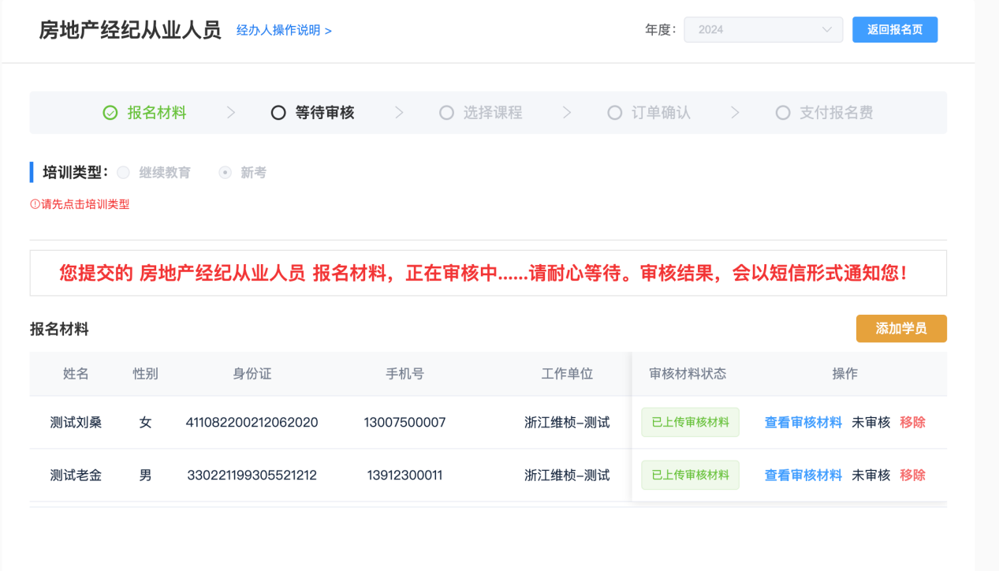 房地产经纪从业人员 经办人操作说明 > 年度： 2024 返回报名页
报名材料 等待审核 选择课程 订单确认 支付报名费
培训类型： 继续教育 新考
请先点击培训类型
您提交的 房地产经纪从业人员 报名材料，正在审核中......请耐心等待。审核结果，会以短信形式通知您！
报名材料 添加学员
姓名 性别 身份证 手机号 工作单位 审核材料状态 操作
测试刘桑 女 411082200212062020 13007500007 浙江维桢–测试 已上传审核材料 查看审核材料 未审核 移除
测试老金 男 330221199305521212 13912300011 浙江维桢–测试 已上传审核材料 查看审核材料 未审核 移除